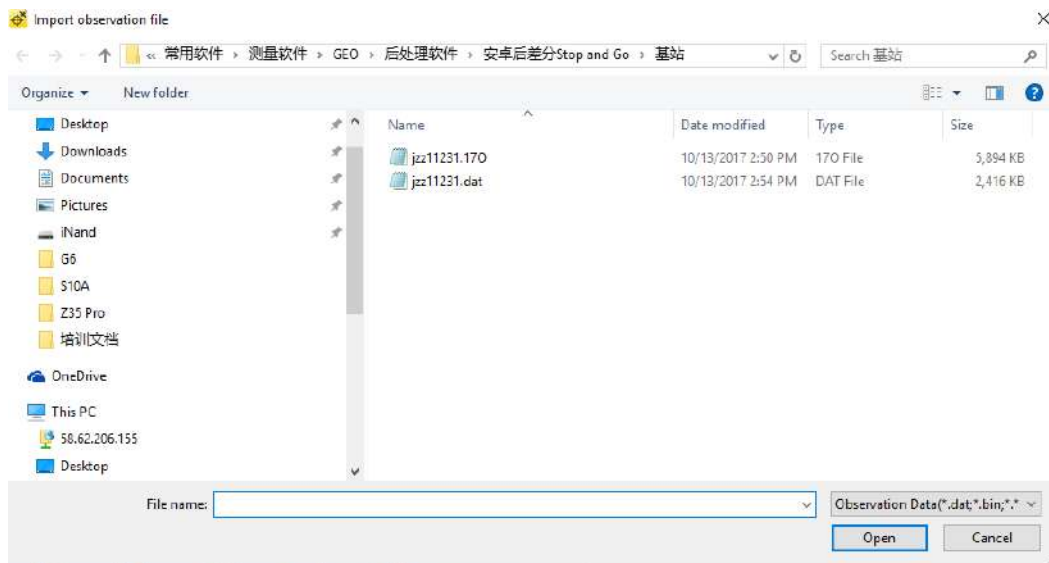 Import observation file
« 常用软件 › 测量软件 › GEO › 后处理软件 › 安卓后差分Stop and Go › 基站
Search 基站
Organize New folder
Name Date modified Type Size
Desktop
Downloads
Documents
Pictures
iNand
G6
S10A
Z35 Pro
培训文档
OneDrive
This PC
58.62.206.155
Desktop
jzz11231.17O 10/13/2017 2:50 PM 17O File 5,894 KB
jzz11231.dat 10/13/2017 2:54 PM DAT File 2,416 KB
File name:
Observation Data(*.dat;*.bin;*.*
Open Cancel